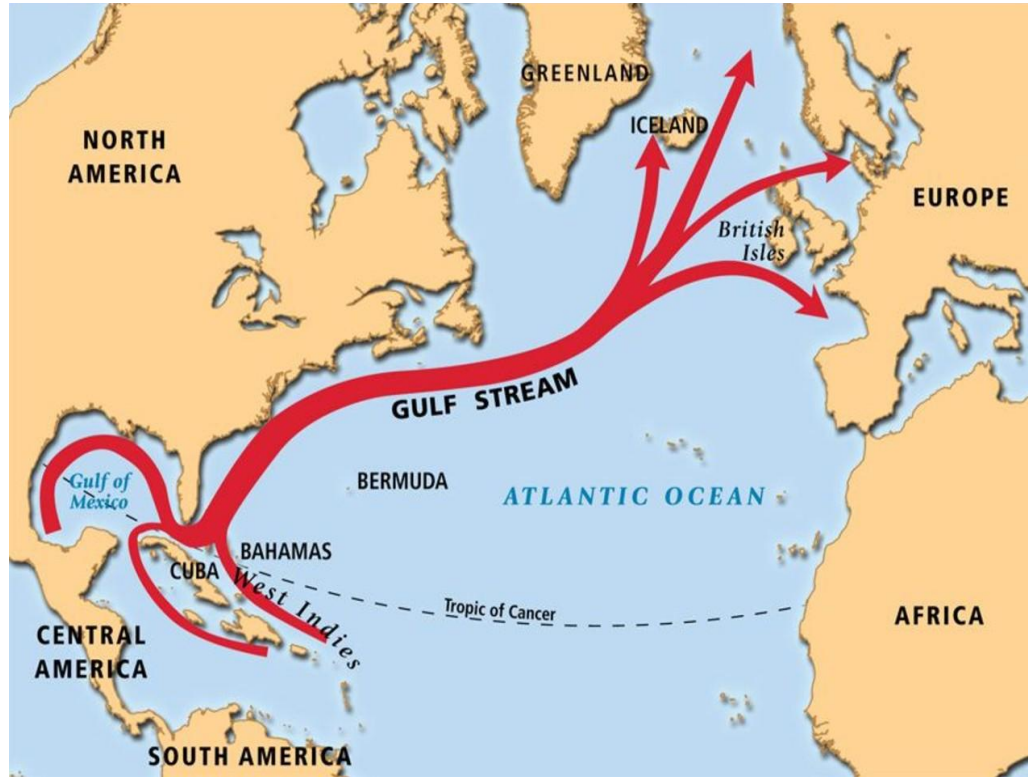 GREENLAND
ICELAND
NORTH
AMERICA
EUROPE
British
Isles
GULF STREAM
Gulf of
Mexico
BERMUDA
ATLANTIC OCEAN
BAHAMAS
CUBA
West Indies
Tropic of Cancer
AFRICA
CENTRAL
AMERICA
SOUTH AMERICA